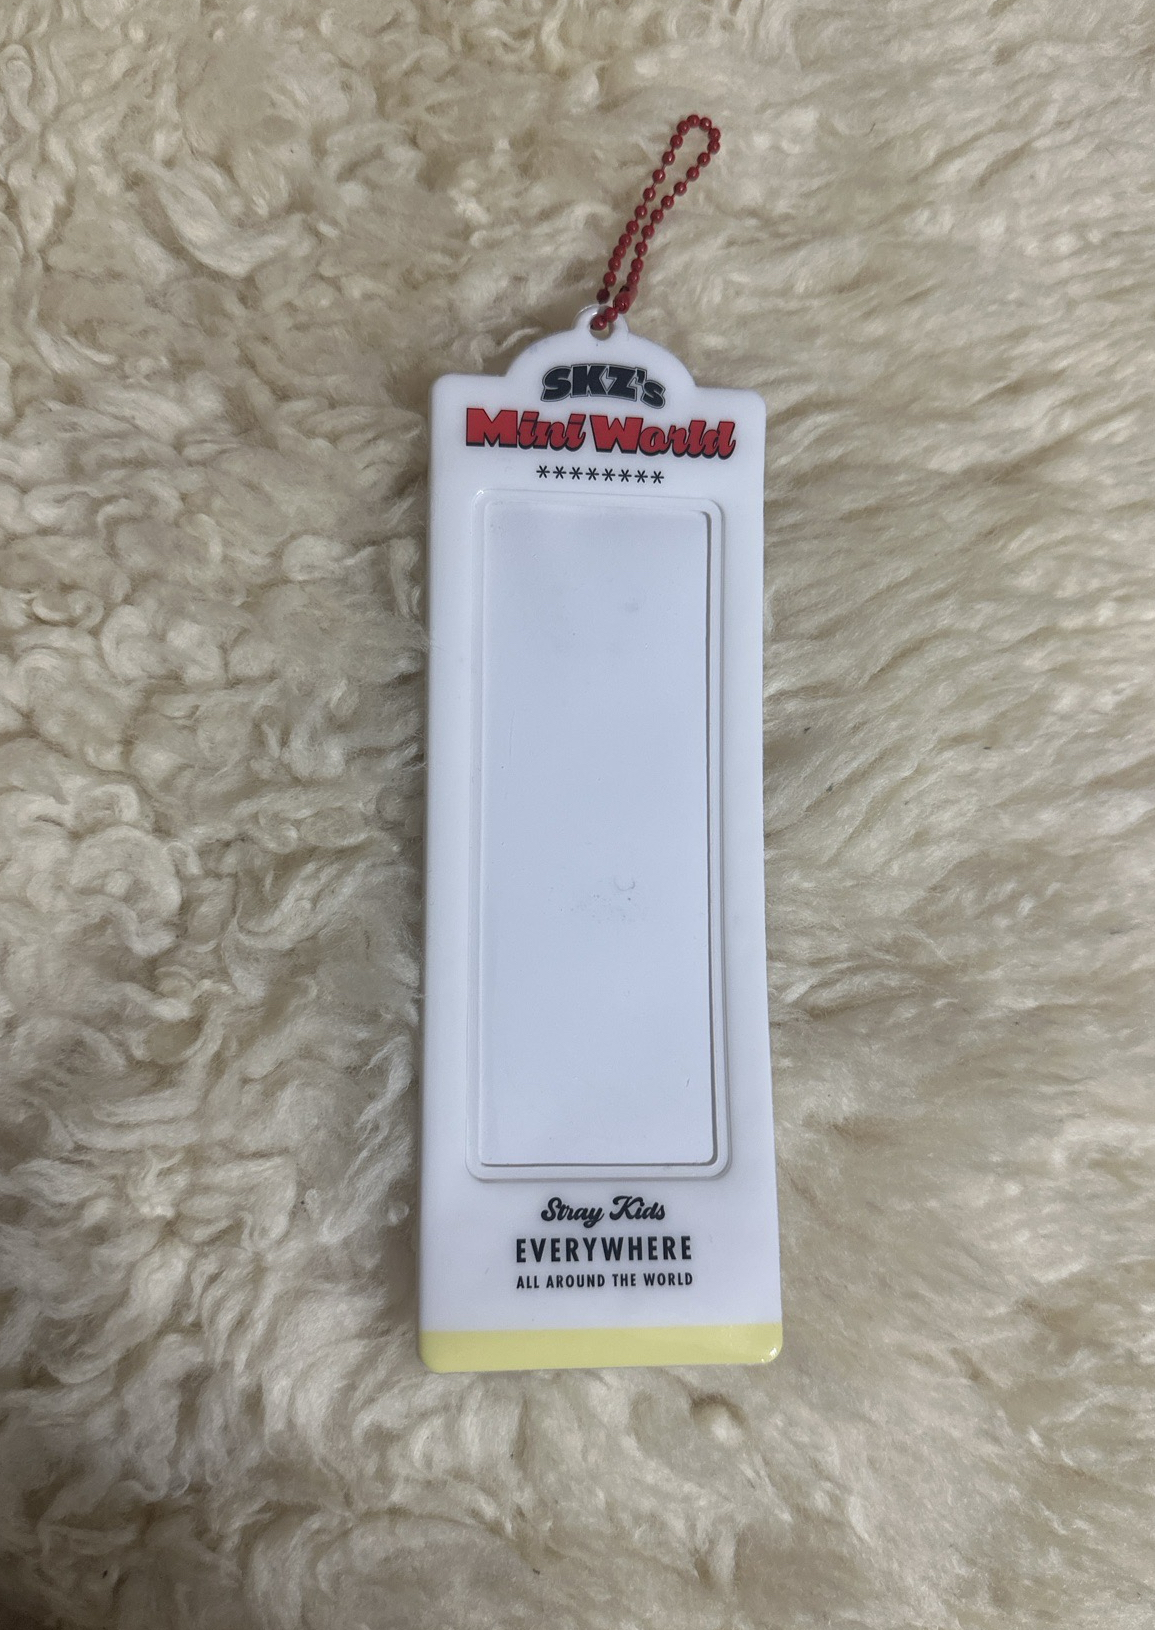 SKZ's
Mini World
********
Stray Kids
EVERYWHERE
ALL AROUND THE WORLD